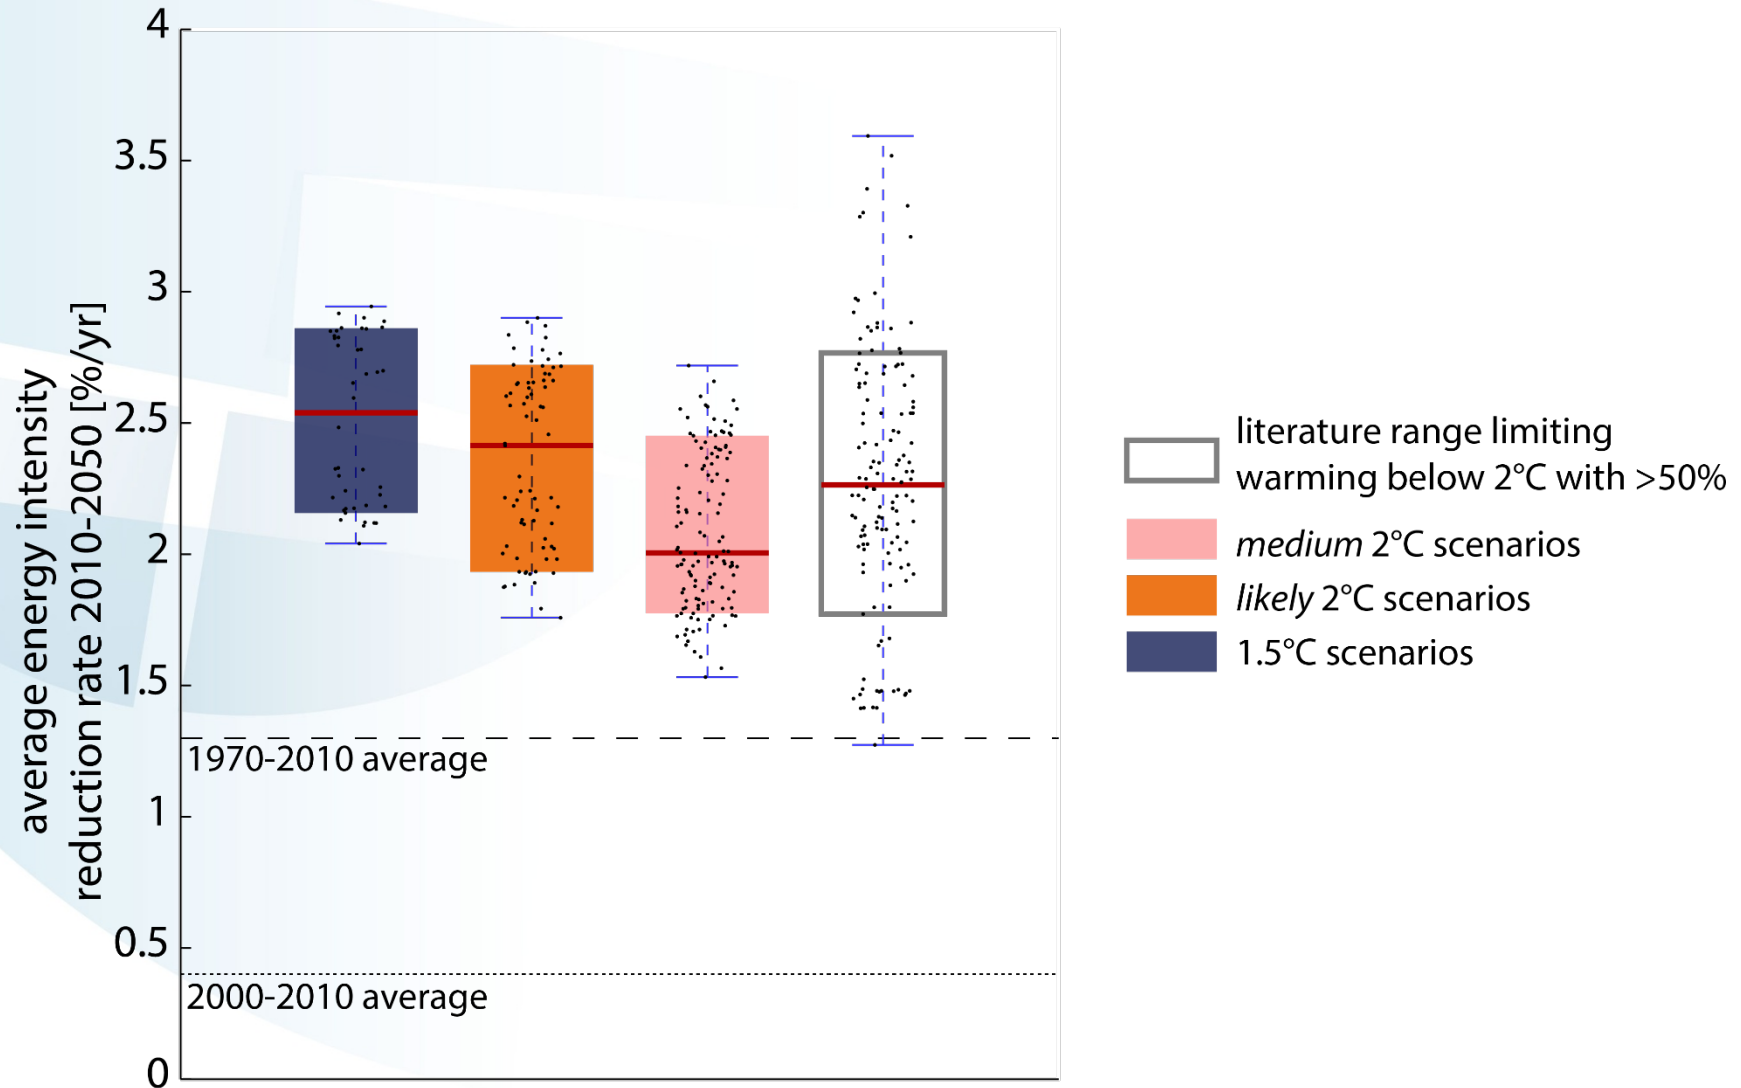 average energy intensity
reduction rate 2010-2050 [%/yr]
4
3.5
3
2.5
2
1.5
1
0.5
0
1970-2010 average
2000-2010 average
literature range limiting
warming below 2°C with >50%
medium 2°C scenarios
likely 2°C scenarios
1.5°C scenarios